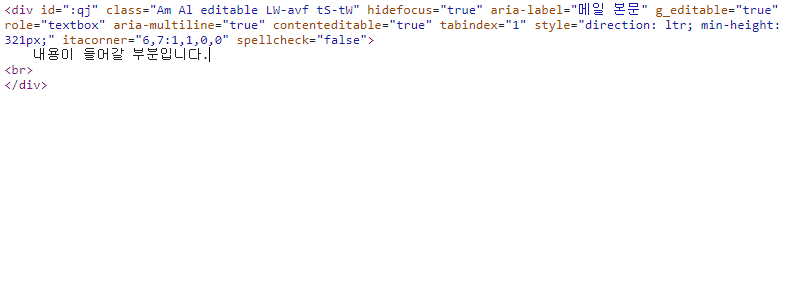 <div id=":qj" class="Am Al editable LW-avf tS-tW" hidefocus="true" aria-label="메일 본문" g_editable="true"
role="textbox" aria-multiline="true" contenteditable="true" tabindex="1" style="direction: ltr; min-height:
321px;" itacorner="6,7:1,1,0,0" spellcheck="false">
내용이 들어갈 부분입니다.
<br>
</div>